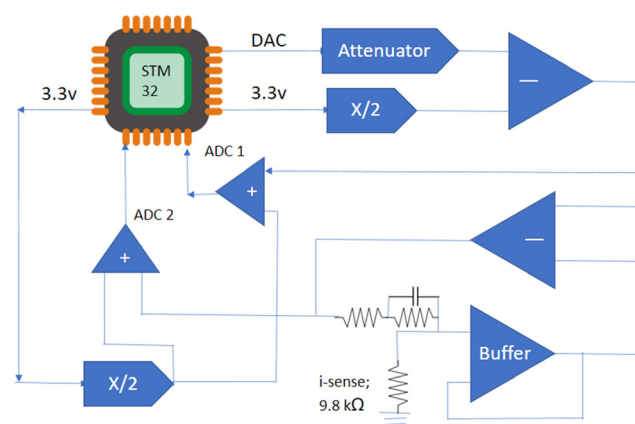 DAC
Attenuator
STM
32
3.3v
3.3v
X/2
ADC 1
+
ADC 2
+
—
—
Buffer
X/2
i-sense;
9.8 kΩ